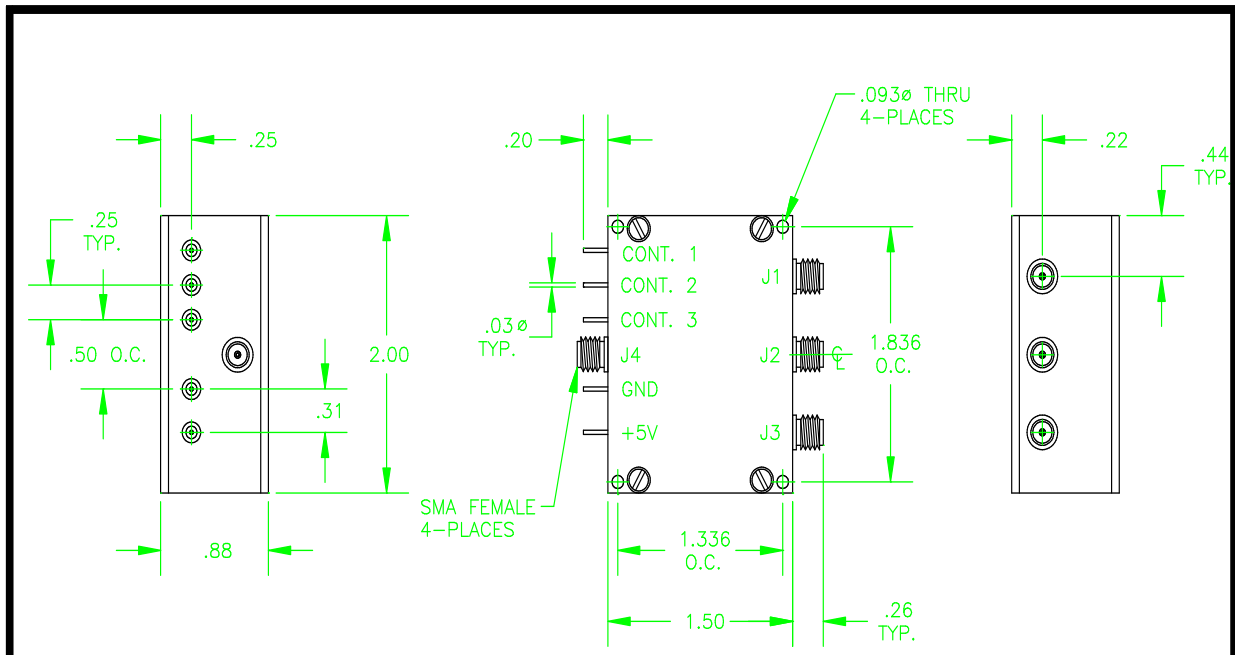 .25
.25
TYP.
.50 O.C.
.31
2.00
.88
.20
.093ø THRU
4-PLACES
CONT. 1
CONT. 2
CONT. 3
J4
GND
+5V
J1
J2
J3
CL
.03ø
TYP.
SMA FEMALE
4-PLACES
1.836
O.C.
1.336
O.C.
1.50
.26
TYP.
.22
.44
TYP.